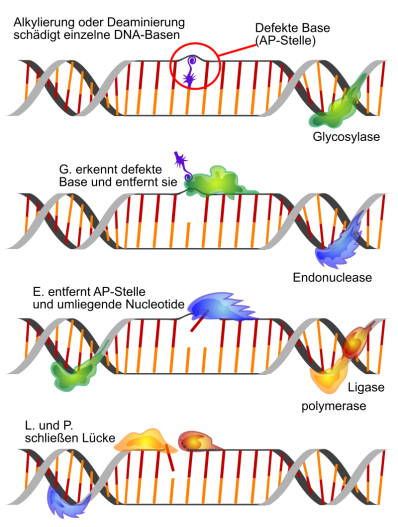 Alkylierung oder Deaminierung
schädigt einzelne DNA-Basen
Defekte Base
(AP-Stelle)
Glycosylase
G. erkennt defekte
Base und entfernt sie
Endonuclease
E. entfernt AP-Stelle
und umliegende Nucleotide
Ligase
polymerase
L. und P.
schließen Lücke